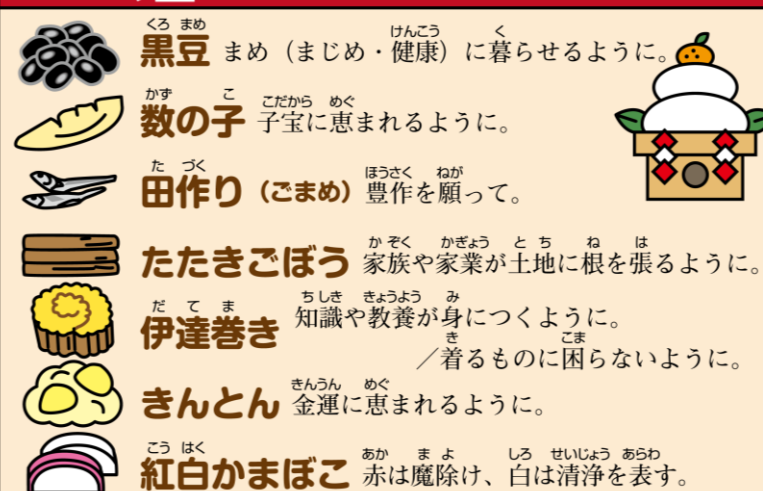 黒豆 まめ（まじめ・健康）に暮らせるように。
数の子 子宝に恵まれるように。
田作り（ごまめ）豊作を願って。
たたきごぼう 家族や家業が土地に根を張るように。
伊達巻き 知識や教養が身につくように。
／着るものに困らないように。
きんとん 金運に恵まれるように。
紅白かまぼこ 赤は魔除け、白は清浄を表す。